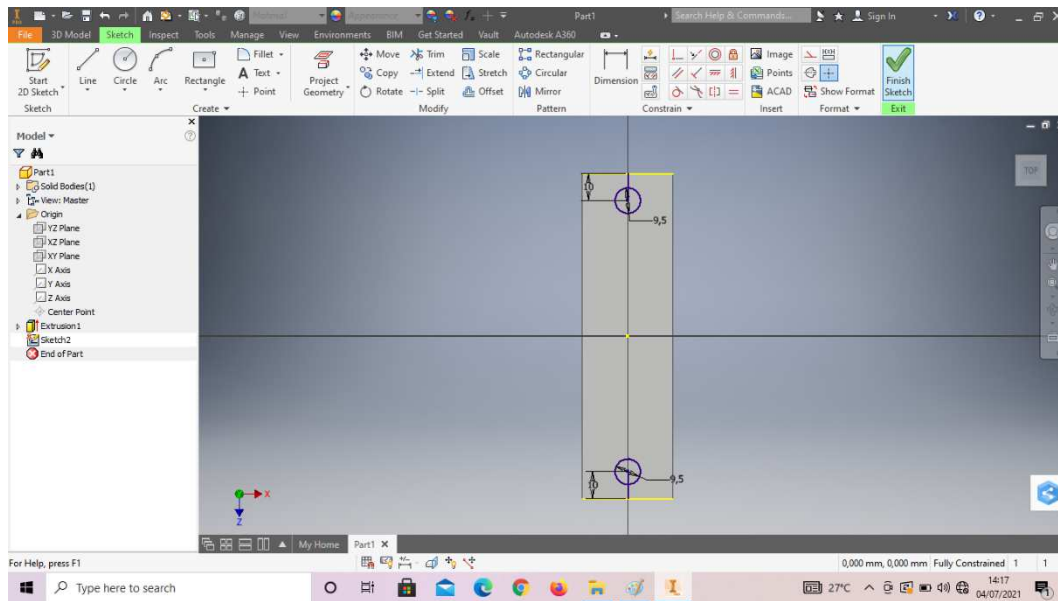 Material
Appearance
Part1
Search Help & Commands...
Sign In
File
3D Model
Sketch
Inspect
Tools
Manage
View
Environments
BIM
Get Started
Vault
Autodesk A360
Start
2D Sketch
Line
Circle
Arc
Rectangle
Fillet
Text
Point
Project
Geometry
Move
Copy
Rotate
Trim
Extend
Split
Scale
Stretch
Offset
Rectangular
Circular
Mirror
Dimension
Image
Points
ACAD
Show Format
Finish
Sketch
Sketch
Create
Modify
Pattern
Constrain
Insert
Format
Exit
Model
Part1
Solid Bodies(1)
View: Master
Origin
YZ Plane
XZ Plane
XY Plane
X Axis
Y Axis
Z Axis
Center Point
Extrusion1
Sketch2
End of Part
TOP
10
9,5
10
9,5
X
Z
My Home
Part1
For Help, press F1
0,000 mm, 0,000 mm Fully Constrained 1 1
Type here to search
27°C
14:17
04/07/2021